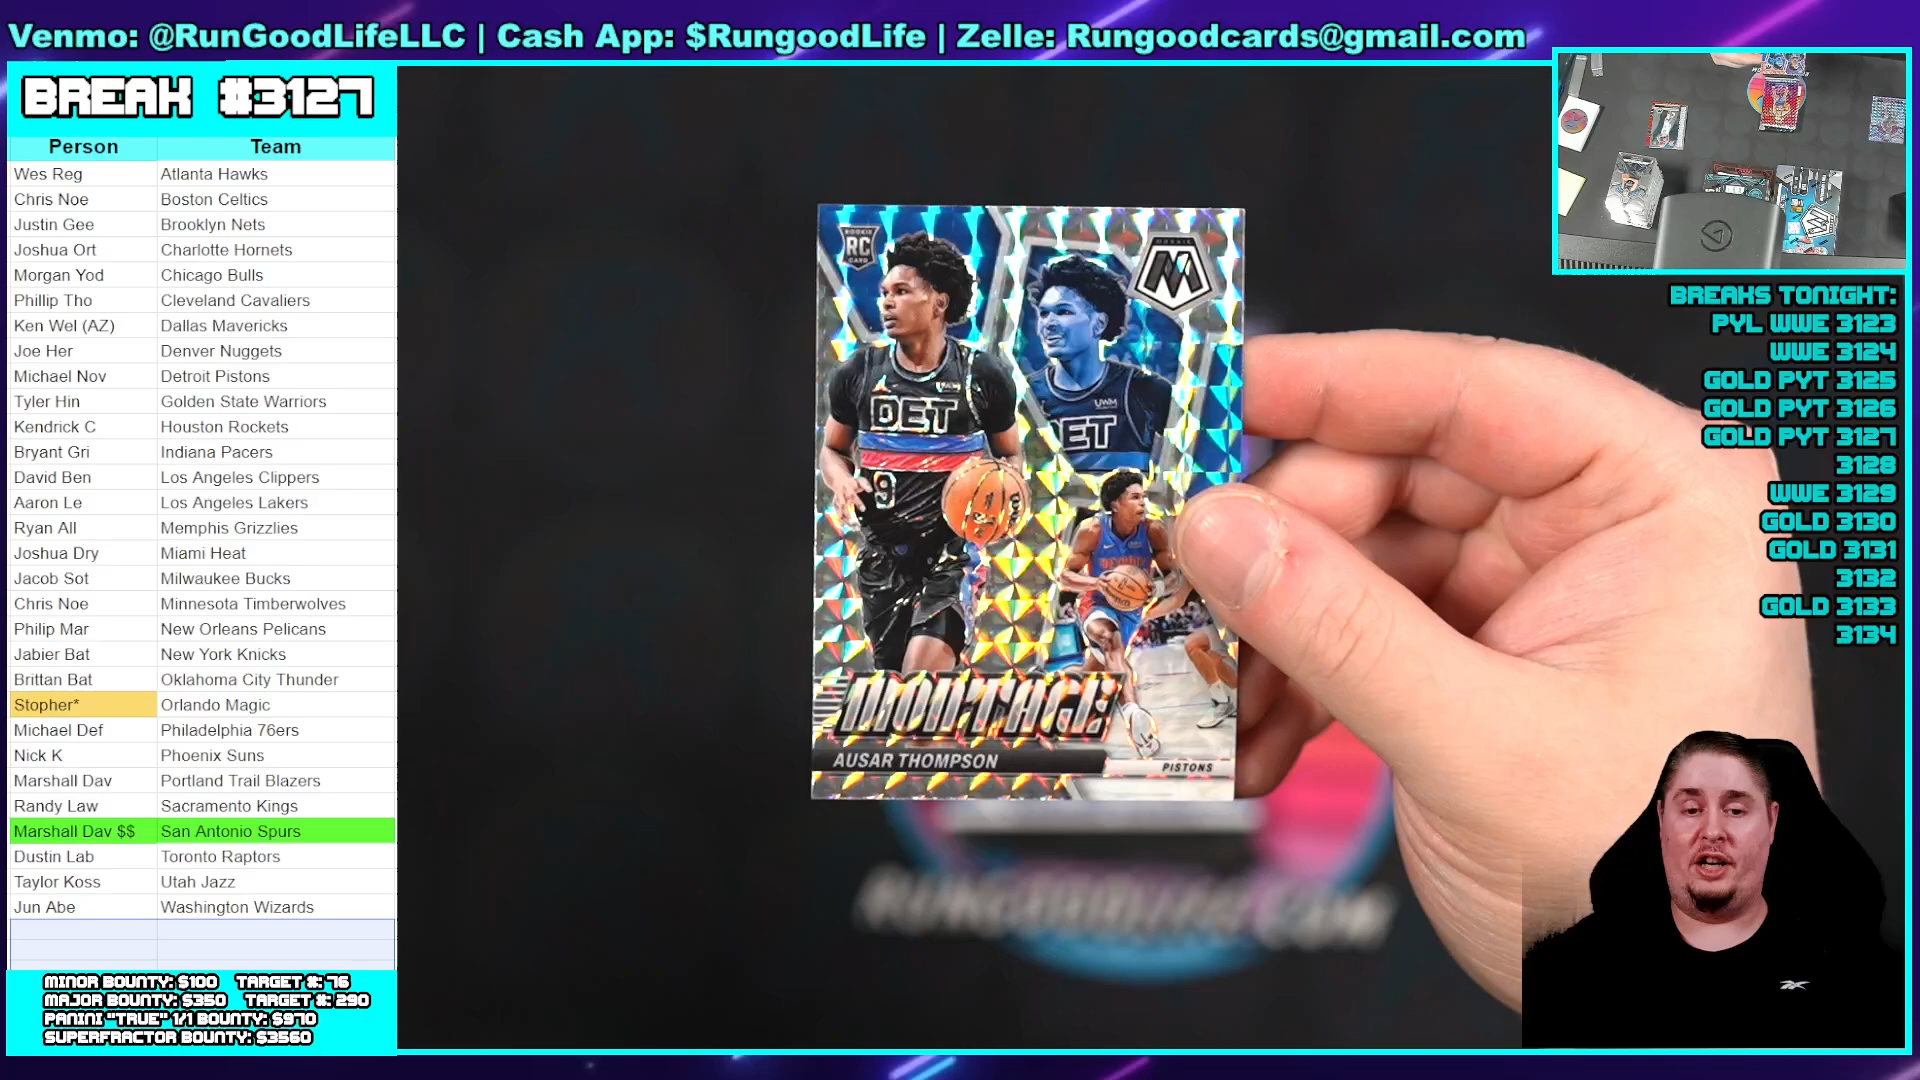 Venmo: @RunGoodLifeLLC | Cash App: $RungoodLife | Zelle: Rungoodcards@gmail.com
BREAK #3127
Person Team
Wes Reg Atlanta Hawks
Chris Noe Boston Celtics
Justin Gee Brooklyn Nets
Joshua Ort Charlotte Hornets
Morgan Yod Chicago Bulls
Phillip Tho Cleveland Cavaliers
Ken Wel (AZ) Dallas Mavericks
Joe Her Denver Nuggets
Michael Nov Detroit Pistons
Tyler Hin Golden State Warriors
Kendrick C Houston Rockets
Bryant Gri Indiana Pacers
David Ben Los Angeles Clippers
Aaron Le Los Angeles Lakers
Ryan All Memphis Grizzlies
Joshua Dry Miami Heat
Jacob Sot Milwaukee Bucks
Chris Noe Minnesota Timberwolves
Philip Mar New Orleans Pelicans
Jabier Bat New York Knicks
Brittan Bat Oklahoma City Thunder
Stopher* Orlando Magic
Michael Def Philadelphia 76ers
Nick K Phoenix Suns
Marshall Dav Portland Trail Blazers
Randy Law Sacramento Kings
Marshall Dav $$ San Antonio Spurs
Dustin Lab Toronto Raptors
Taylor Koss Utah Jazz
Jun Abe Washington Wizards
MINOR BOUNTY: $100 TARGET #: 76
MAJOR BOUNTY: $350 TARGET #: 290
PANINI "TRUE" 1/1 BOUNTY: $970
SUPERFRACTOR BOUNTY: $3560
ROOKIE
RC
CARD
MOSAIC
M
DET
9
UWM
DET
MONTAGE
AUSAR THOMPSON
PISTONS
RUNGOODLIFE.COM
BREAKS TONIGHT:
PYL WWE 3123
WWE 3124
GOLD PYT 3125
GOLD PYT 3126
GOLD PYT 3127
3128
WWE 3129
GOLD 3130
GOLD 3131
3132
GOLD 3133
3134